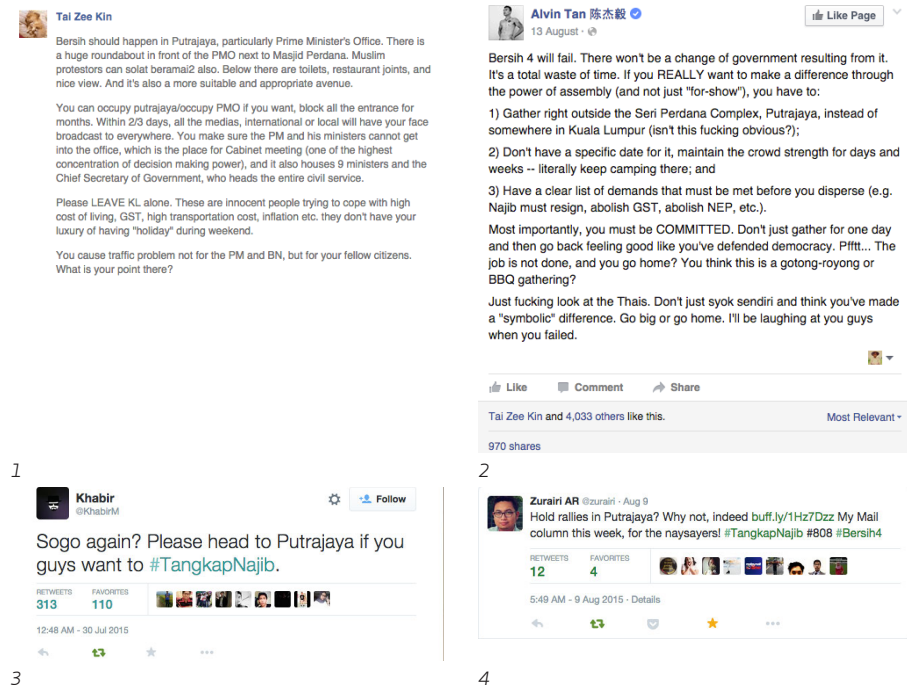 Tai Zee Kin
Bersih should happen in Putrajaya, particularly Prime Minister's Office. There is
a huge roundabout in front of the PMO next to Masjid Perdana. Muslim
protestors can solat beramai2 also. Below there are toilets, restaurant joints, and
nice view. And it's also a more suitable and appropriate avenue.
You can occupy putrajaya/occupy PMO if you want, block all the entrance for
months. Within 2/3 days, all the medias, international or local will have your face
broadcast to everywhere. You make sure the PM and his ministers cannot get
into the office, which is the place for Cabinet meeting (one of the highest
concentration of decision making power), and it also houses 9 ministers and the
Chief Secretary of Government, who heads the entire civil service.
Please LEAVE KL alone. These are innocent people trying to cope with high
cost of living, GST, high transportation cost, inflation etc. they don't have your
luxury of having "holiday" during weekend.
You cause traffic problem not for the PM and BN, but for your fellow citizens.
What is your point there?
1
Alvin Tan 陈杰毅
13 August ·
Like Page
Bersih 4 will fail. There won't be a change of government resulting from it.
It's a total waste of time. If you REALLY want to make a difference through
the power of assembly (and not just "for-show"), you have to:
1) Gather right outside the Seri Perdana Complex, Putrajaya, instead of
somewhere in Kuala Lumpur (isn't this fucking obvious?);
2) Don't have a specific date for it, maintain the crowd strength for days and
weeks -- literally keep camping there; and
3) Have a clear list of demands that must be met before you disperse (e.g.
Najib must resign, abolish GST, abolish NEP, etc.).
Most importantly, you must be COMMITTED. Don't just gather for one day
and then go back feeling good like you've defended democracy. Pffft... The
job is not done, and you go home? You think this is a gotong-royong or
BBQ gathering?
Just fucking look at the Thais. Don't just syok sendiri and think you've made
a "symbolic" difference. Go big or go home. I'll be laughing at you guys
when you failed.
Like Comment Share
Tai Zee Kin and 4,033 others like this.
Most Relevant
970 shares
2
Khabir
@KhabirM
Follow
Sogo again? Please head to Putrajaya if you
guys want to #TangkapNajib.
RETWEETS FAVORITES
313 110
12:48 AM - 30 Jul 2015
3
Zurairi AR @zurairi · Aug 9
Hold rallies in Putrajaya? Why not, indeed buff.ly/1Hz7Dzz My Mail
column this week, for the naysayers! #TangkapNajib #808 #Bersih4
RETWEETS FAVORITES
12 4
5:49 AM - 9 Aug 2015 · Details
4